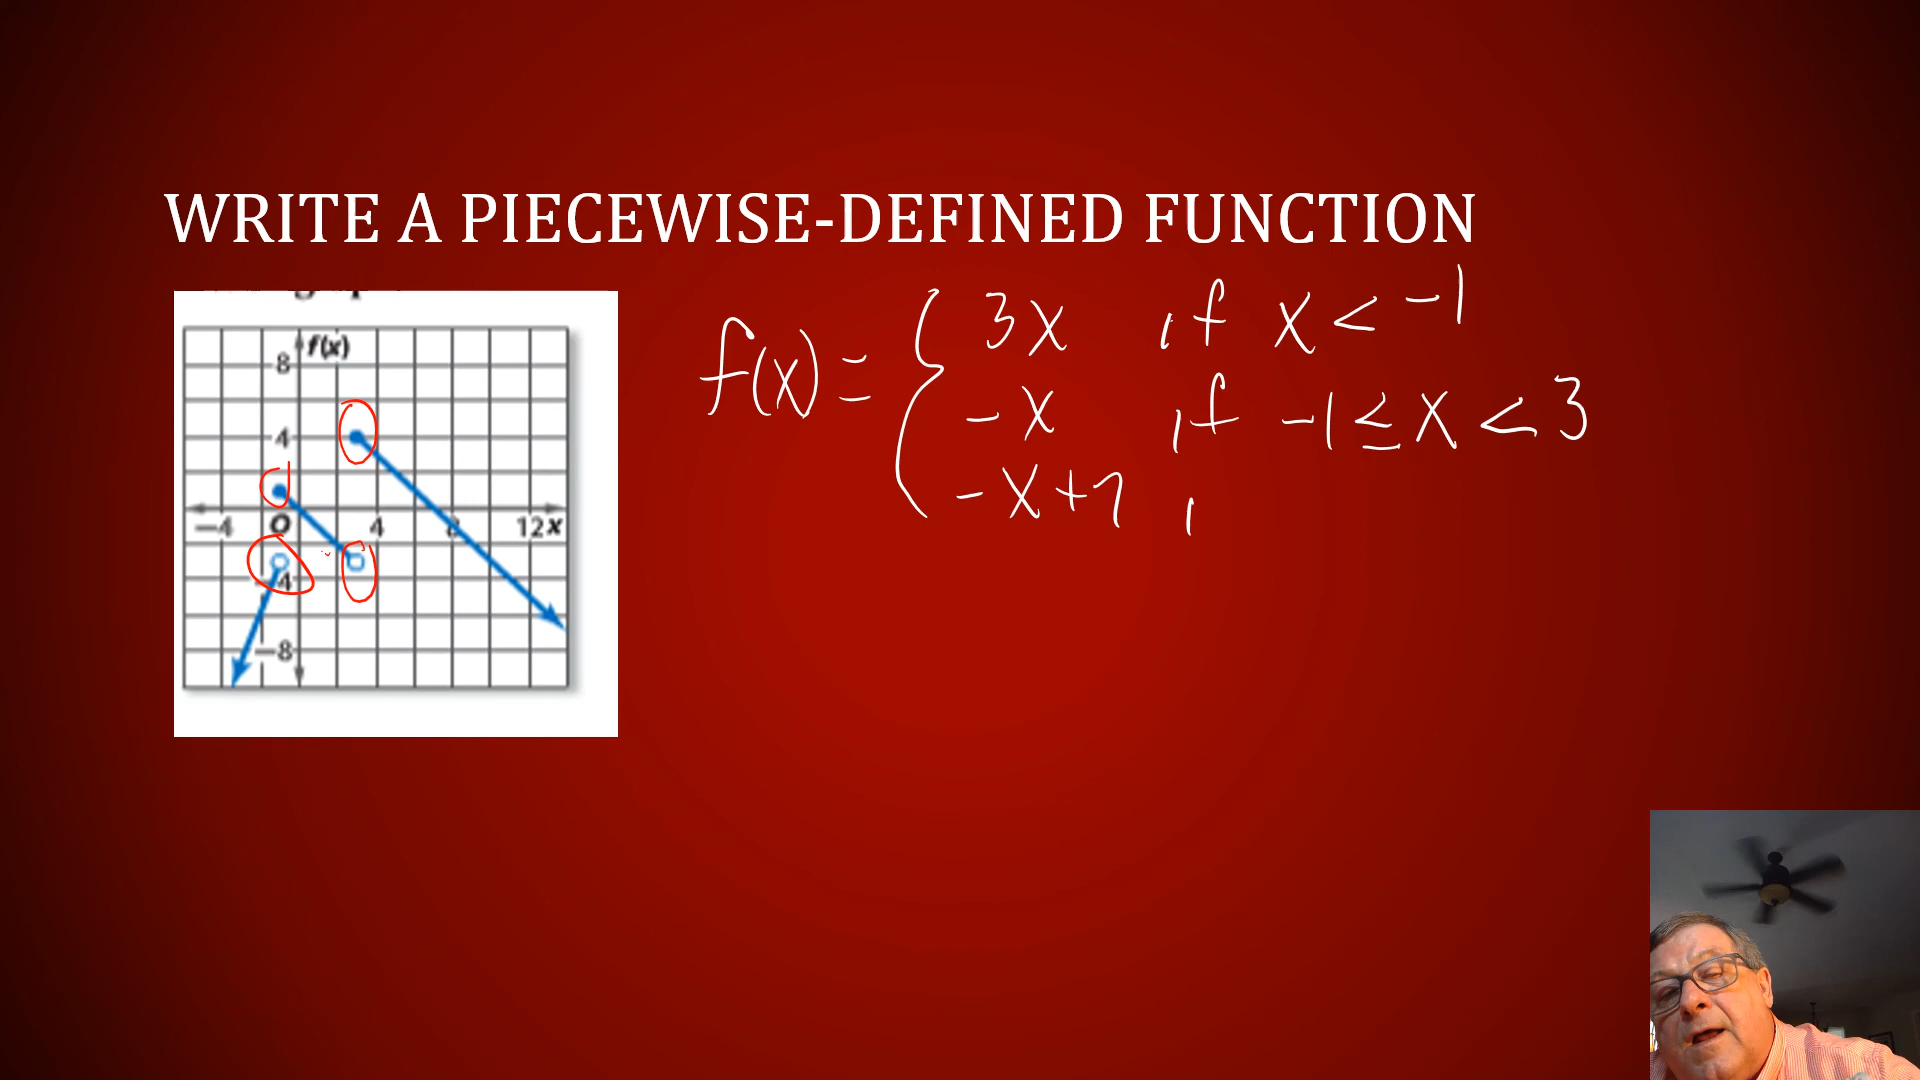 WRITE A PIECEWISE-DEFINED FUNCTION
f(x)
8
4
-4 O 4 8 12 x
-4
-8
f(x) = { 3x if x < -1
-x if -1 ≤ x < 3
-x+7 i